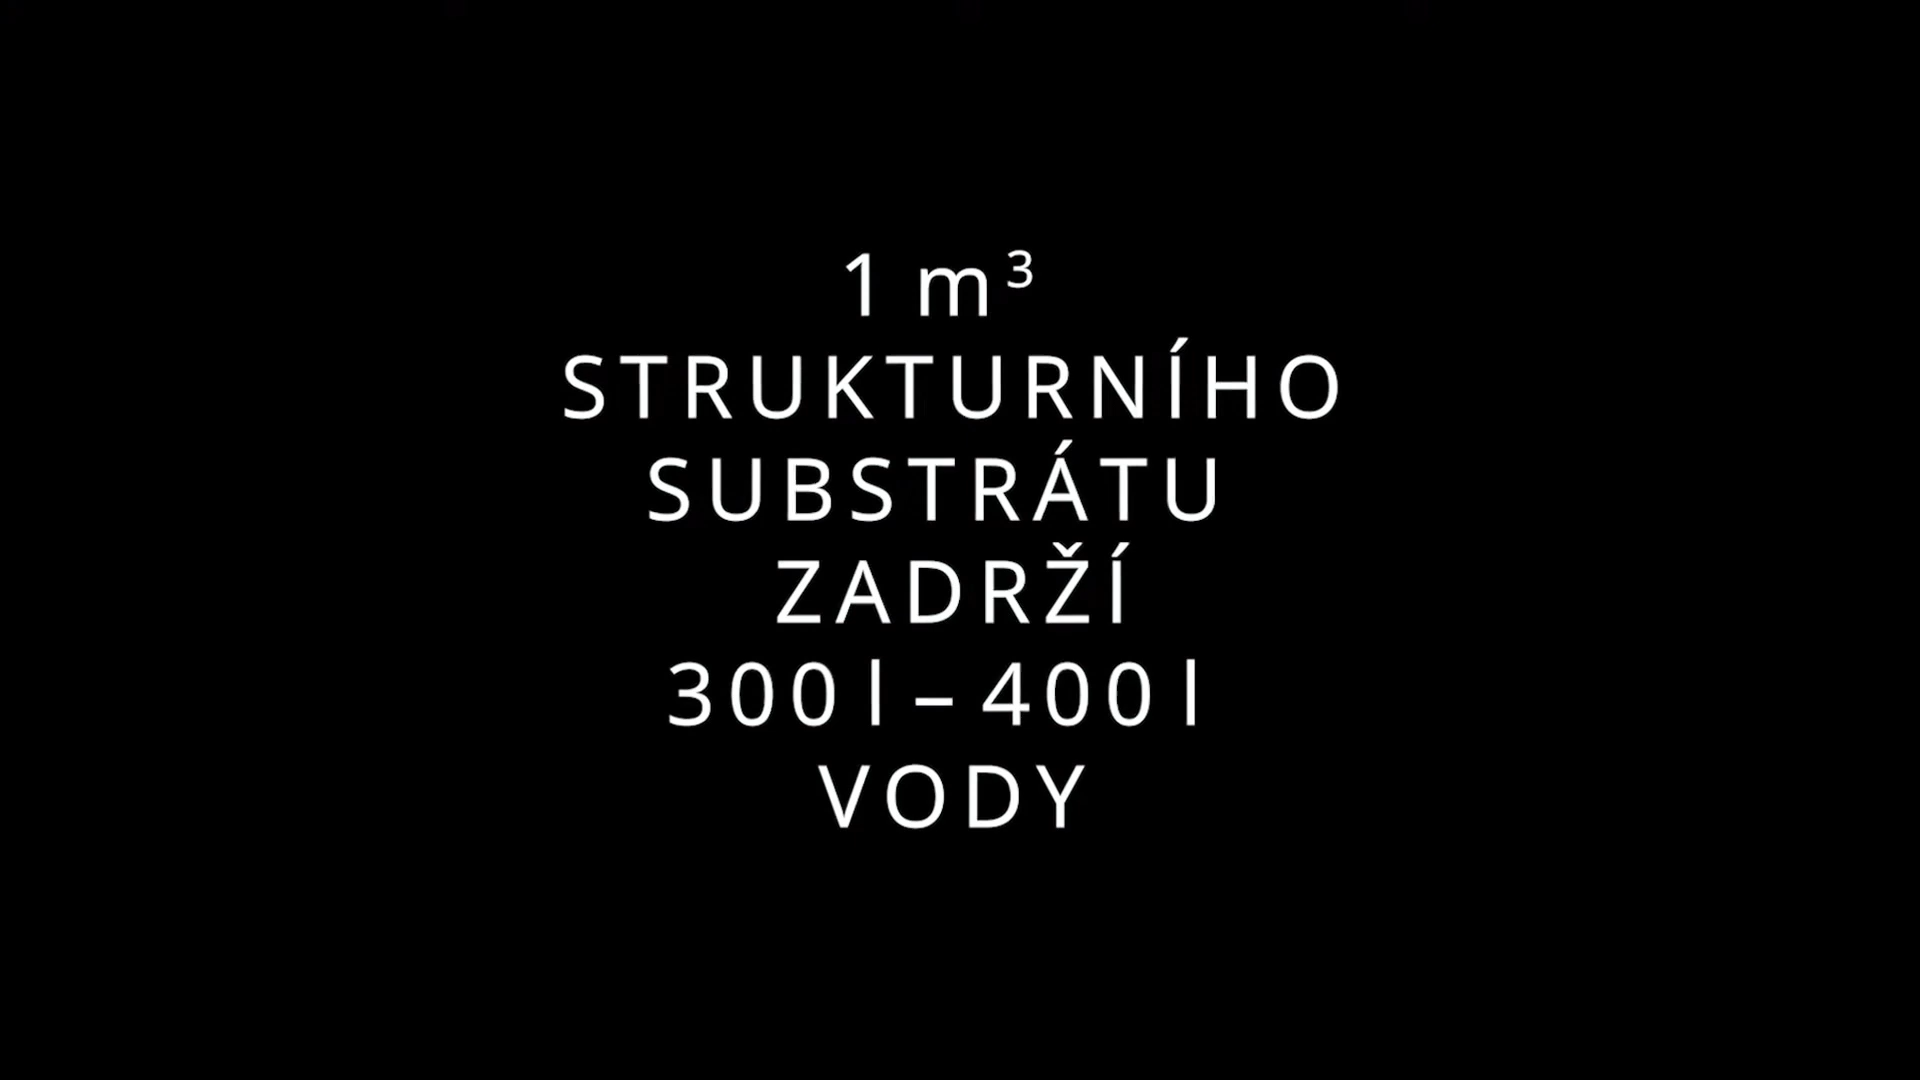 1 m³
STRUKTURNÍHO
SUBSTRÁTU
ZADRŽÍ
300 l – 400 l
VODY